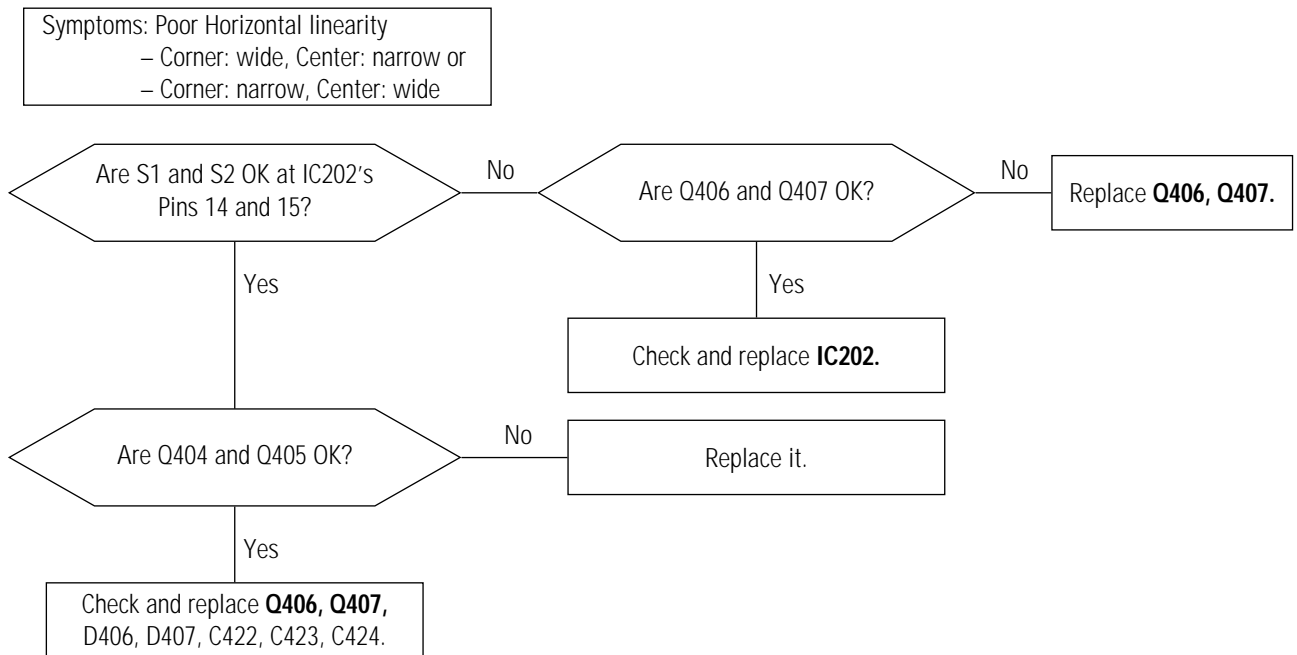 Symptoms: Poor Horizontal linearity
– Corner: wide, Center: narrow or
– Corner: narrow, Center: wide
Are S1 and S2 OK at IC202's
Pins 14 and 15?
No
Are Q406 and Q407 OK?
No
Replace Q406, Q407.
Yes
Yes
Check and replace IC202.
Are Q404 and Q405 OK?
No
Replace it.
Yes
Check and replace Q406, Q407,
D406, D407, C422, C423, C424.